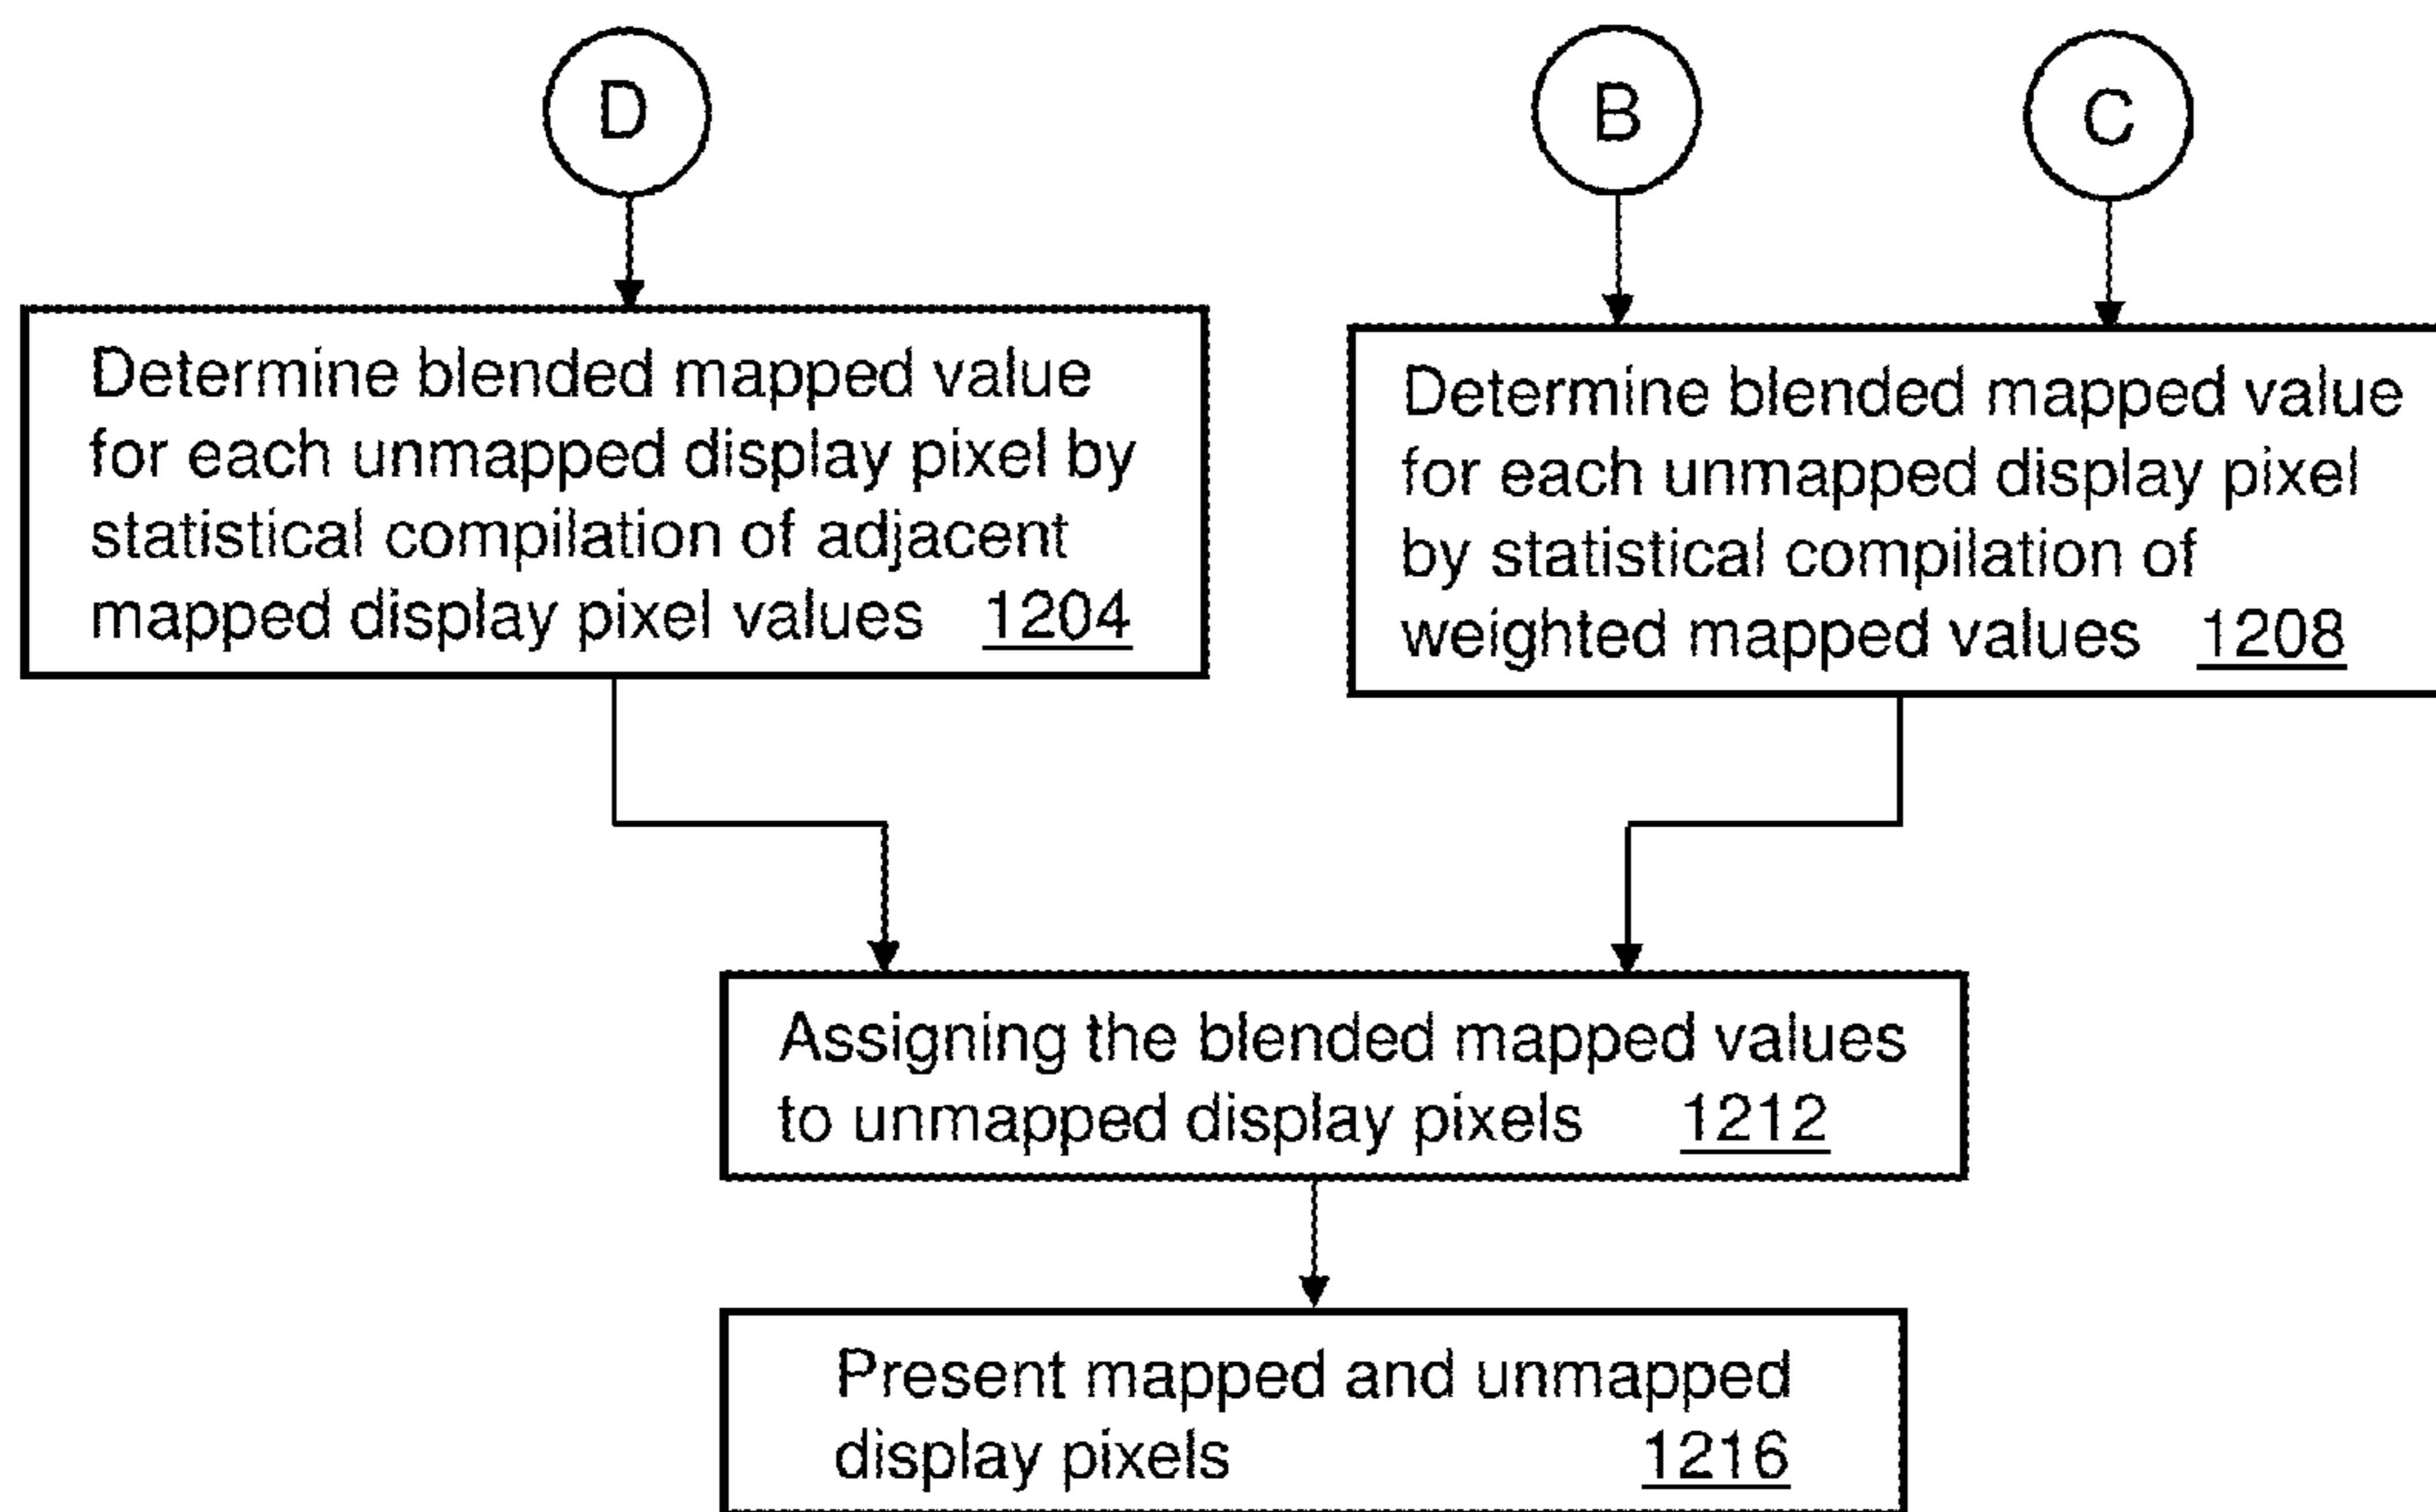 D
B
C
Determine blended mapped value
for each unmapped display pixel by
statistical compilation of adjacent
mapped display pixel values 1204
Determine blended mapped value
for each unmapped display pixel
by statistical compilation of
weighted mapped values 1208
Assigning the blended mapped values
to unmapped display pixels 1212
Present mapped and unmapped
display pixels 1216